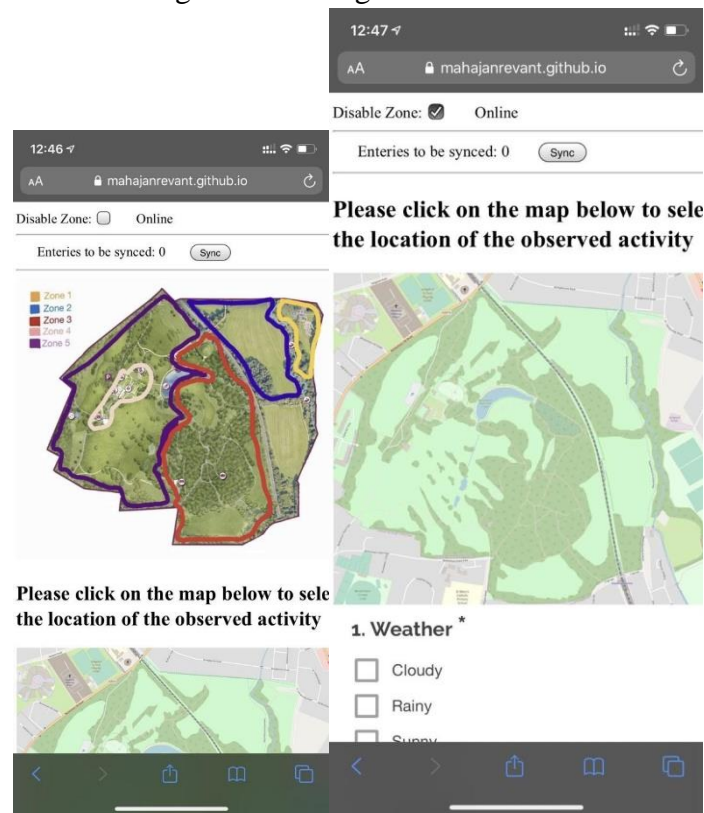 12:46
AA mahajanrevant.github.io
Disable Zone: Online
Enteries to be synced: 0 Sync
Zone 1
Zone 2
Zone 3
Zone 4
Zone 5
Please click on the map below to sele
the location of the observed activity
12:47
AA mahajanrevant.github.io
Disable Zone: Online
Enteries to be synced: 0 Sync
Please click on the map below to sele
the location of the observed activity
1. Weather *
Cloudy
Rainy
Sunny